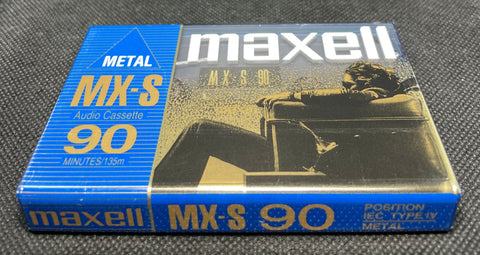 METAL
MX-S
Audio Cassette
90
MINUTES/135m
maxell
MX-S 90
maxell MX-S 90
POSITION
IEC TYPE IV
METAL